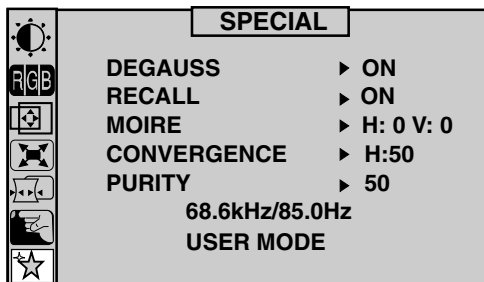 SPECIAL
RGB
DEGAUSS ▸ ON
RECALL ▸ ON
MOIRE ▸ H: 0 V: 0
CONVERGENCE ▸ H:50
PURITY ▸ 50
68.6kHz/85.0Hz
USER MODE